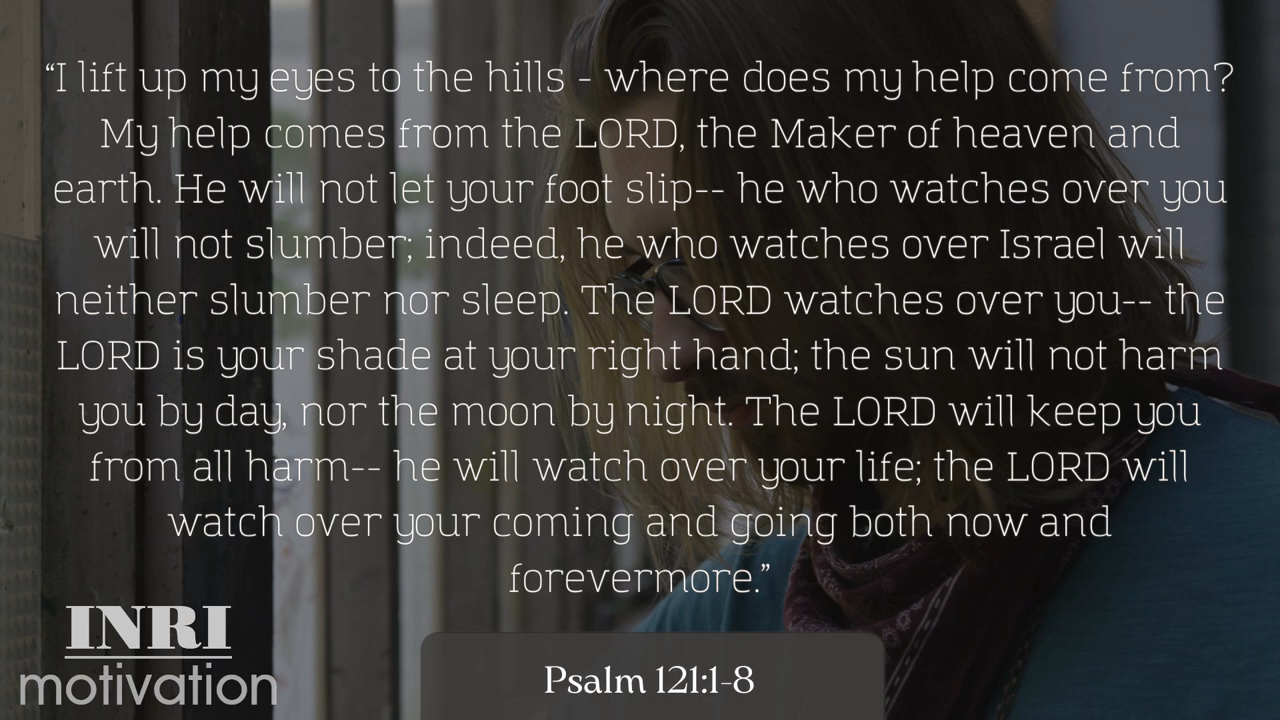 “I lift up my eyes to the hills - where does my help come from?
My help comes from the LORD, the Maker of heaven and
earth. He will not let your foot slip-- he who watches over you
will not slumber; indeed, he who watches over Israel will
neither slumber nor sleep. The LORD watches over you-- the
LORD is your shade at your right hand; the sun will not harm
you by day, nor the moon by night. The LORD will keep you
from all harm-- he will watch over your life; the LORD will
watch over your coming and going both now and
forevermore.”
INRI
motivation
Psalm 121:1-8